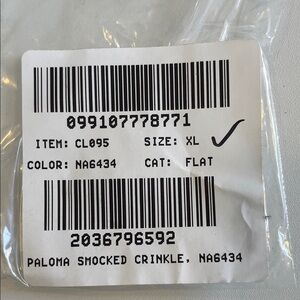 099107778771
ITEM: CL095 SIZE: XL
COLOR: NA6434 CAT: FLAT
2036796592
PALOMA SMOCKED CRINKLE, NA6434